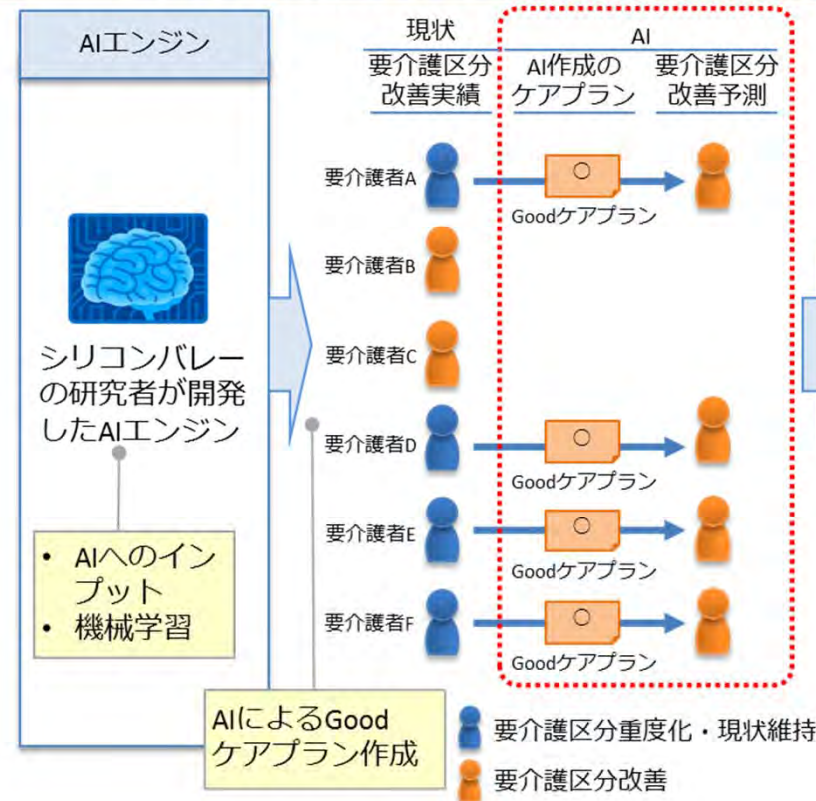 AIエンジン
シリコンバレー
の研究者が開発
したAIエンジン
• AIへのイン
プット
• 機械学習
AIによるGood
ケアプラン作成
現状
AI
要介護区分
改善実績
AI作成の
ケアプラン
要介護区分
改善予測
要介護者A
○
Goodケアプラン
要介護者B
要介護者C
要介護者D
○
Goodケアプラン
要介護者E
○
Goodケアプラン
要介護者F
○
Goodケアプラン
要介護区分重度化・現状維持
要介護区分改善